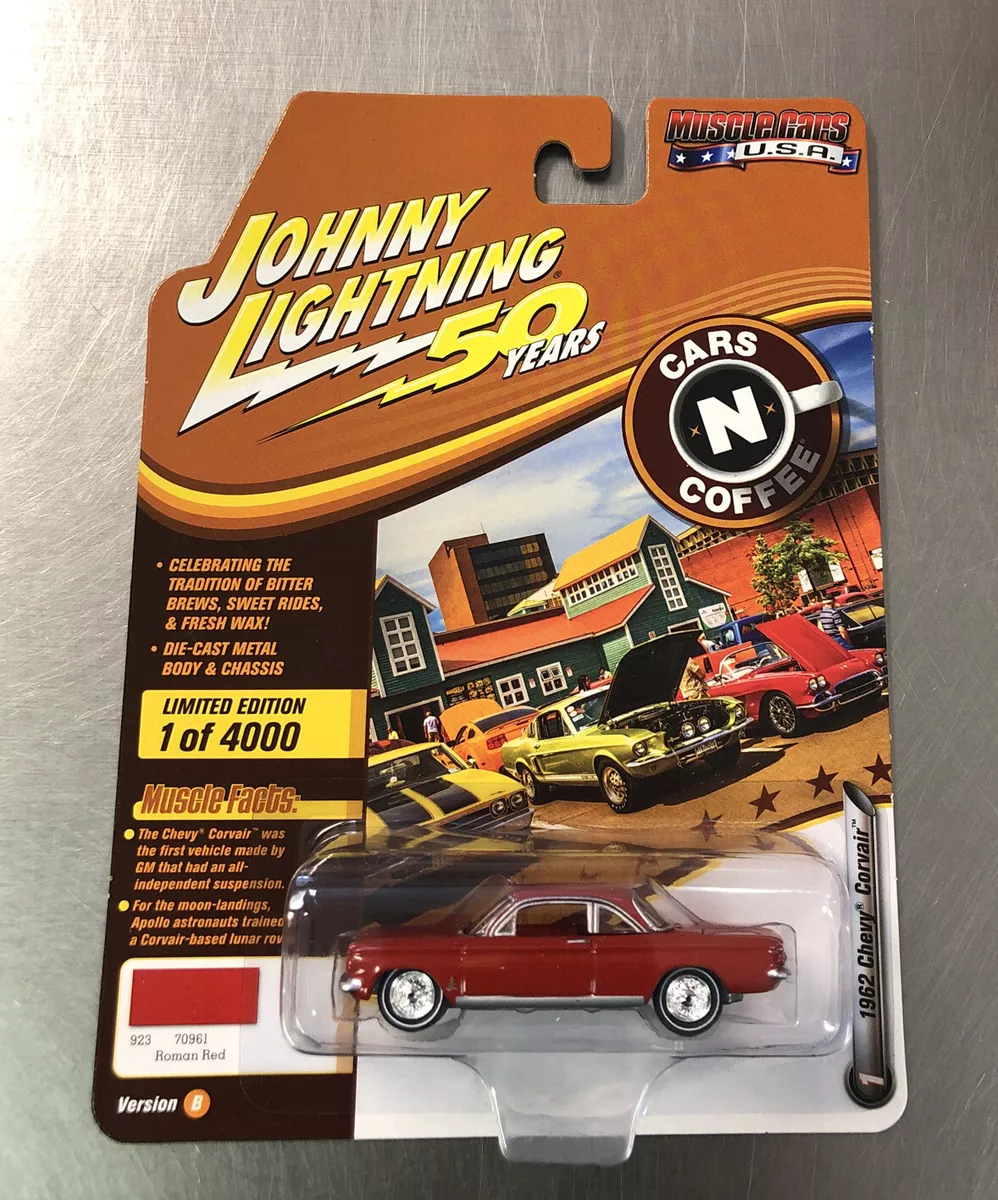 Muscle Cars
U.S.A.
JOHNNY
LIGHTNING®
50
YEARS
CARS
N
COFFEE
• CELEBRATING THE
TRADITION OF BITTER
BREWS, SWEET RIDES,
& FRESH WAX!
• DIE-CAST METAL
BODY & CHASSIS
LIMITED EDITION
1 of 4000
Muscle Facts:
• The Chevy® Corvair™ was
the first vehicle made by
GM that had an all-
independent suspension.
• For the moon-landings,
Apollo astronauts trained
a Corvair-based lunar rov
923 70961
Roman Red
Version B
1962 Chevy® Corvair™
1